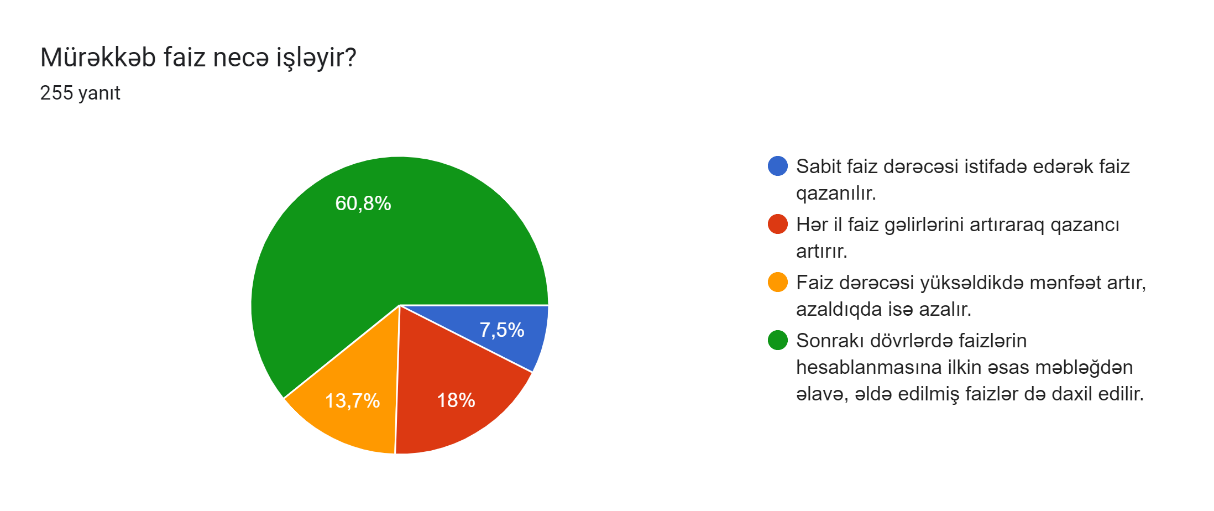 Mürəkkəb faiz necə işləyir?
255 yanıt
60,8%
7,5%
13,7%
18%
Sabit faiz dərəcəsi istifadə edərək faiz
qazanılır.
Hər il faiz gəlirlərini artıraraq qazancı
artırır.
Faiz dərəcəsi yüksəldikdə mənfəət artır,
azaldıqda isə azalır.
Sonrakı dövrlərdə faizlərin
hesablanmasına ilkin əsas məbləğdən
əlavə, əldə edilmiş faizlər də daxil edilir.